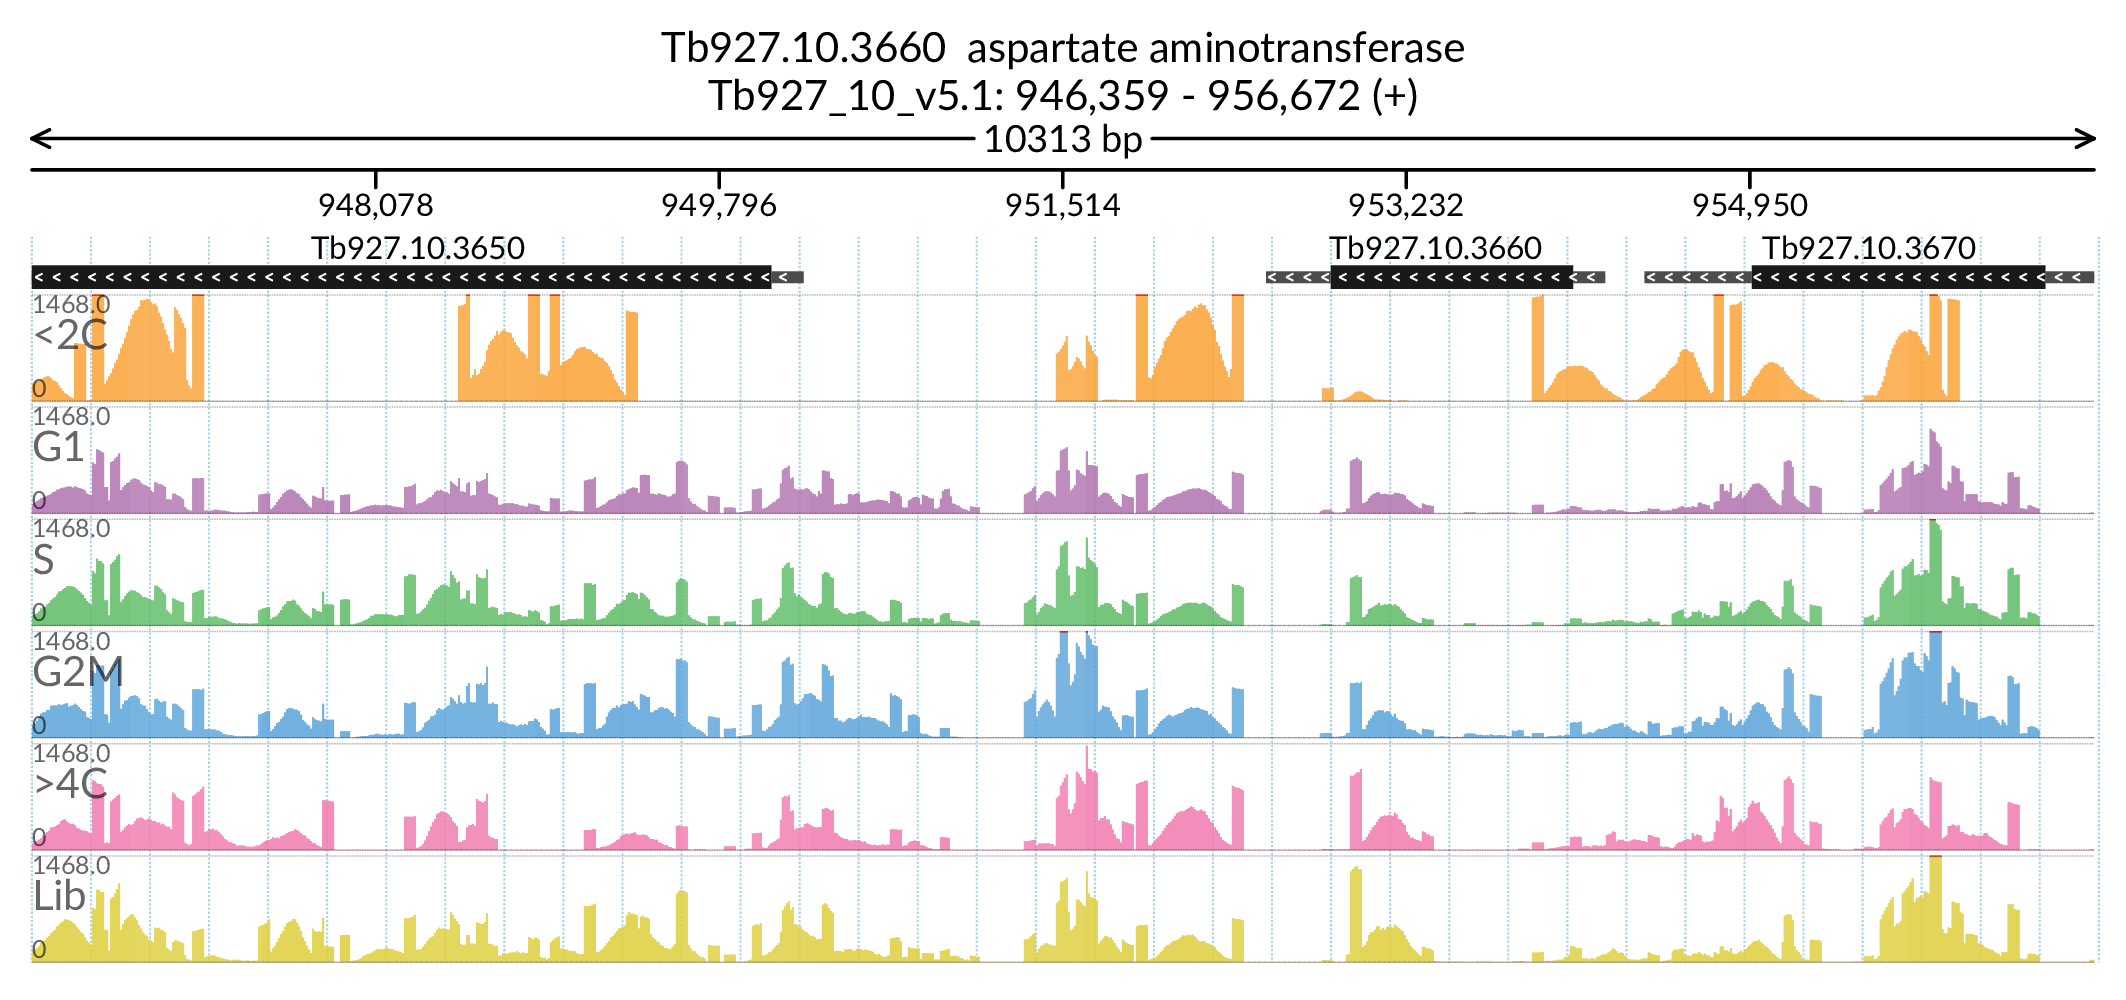 Tb927.10.3660  aspartate aminotransferase
Tb927_10_v5.1: 946,359 - 956,672 (+)
10313 bp
948,078 949,796 951,514 953,232 954,950
Tb927.10.3650 Tb927.10.3660 Tb927.10.3670
1468.0
<2C
0
1468.0
G1
0
1468.0
S
0
1468.0
G2M
0
1468.0
>4C
0
1468.0
Lib
0